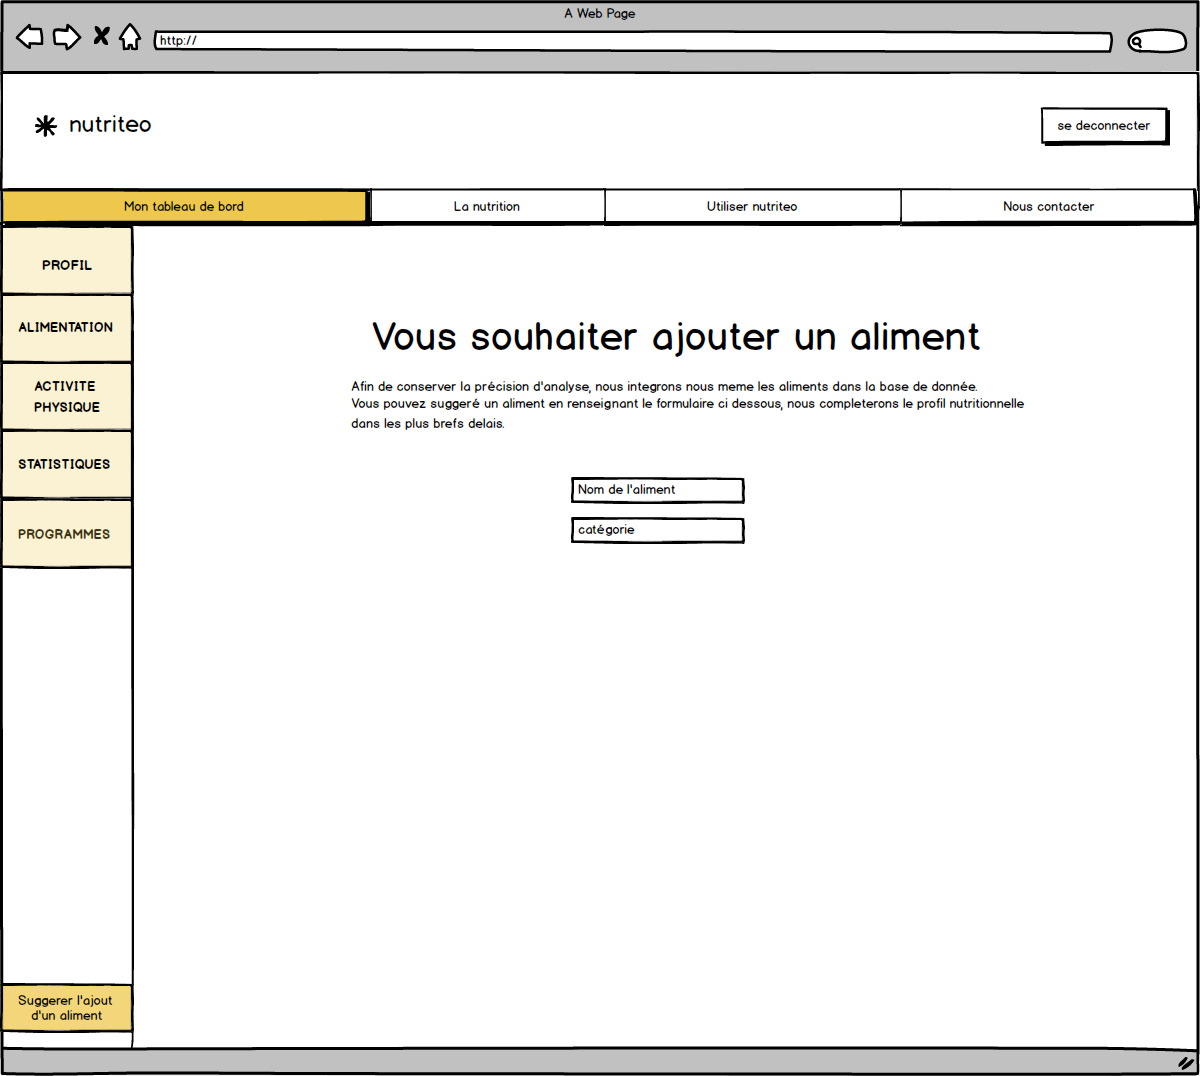 A Web Page
http://
nutriteo
se deconnecter
Mon tableau de bord
La nutrition
Utiliser nutriteo
Nous contacter
PROFIL
ALIMENTATION
ACTIVITE
PHYSIQUE
STATISTIQUES
PROGRAMMES
Vous souhaiter ajouter un aliment
Afin de conserver la précision d'analyse, nous integrons nous meme les aliments dans la base de donnée.
Vous pouvez suggeré un aliment en renseignant le formulaire ci dessous, nous completerons le profil nutritionnelle
dans les plus brefs delais.
Nom de l'aliment
catégorie
Suggerer l'ajout
d'un aliment